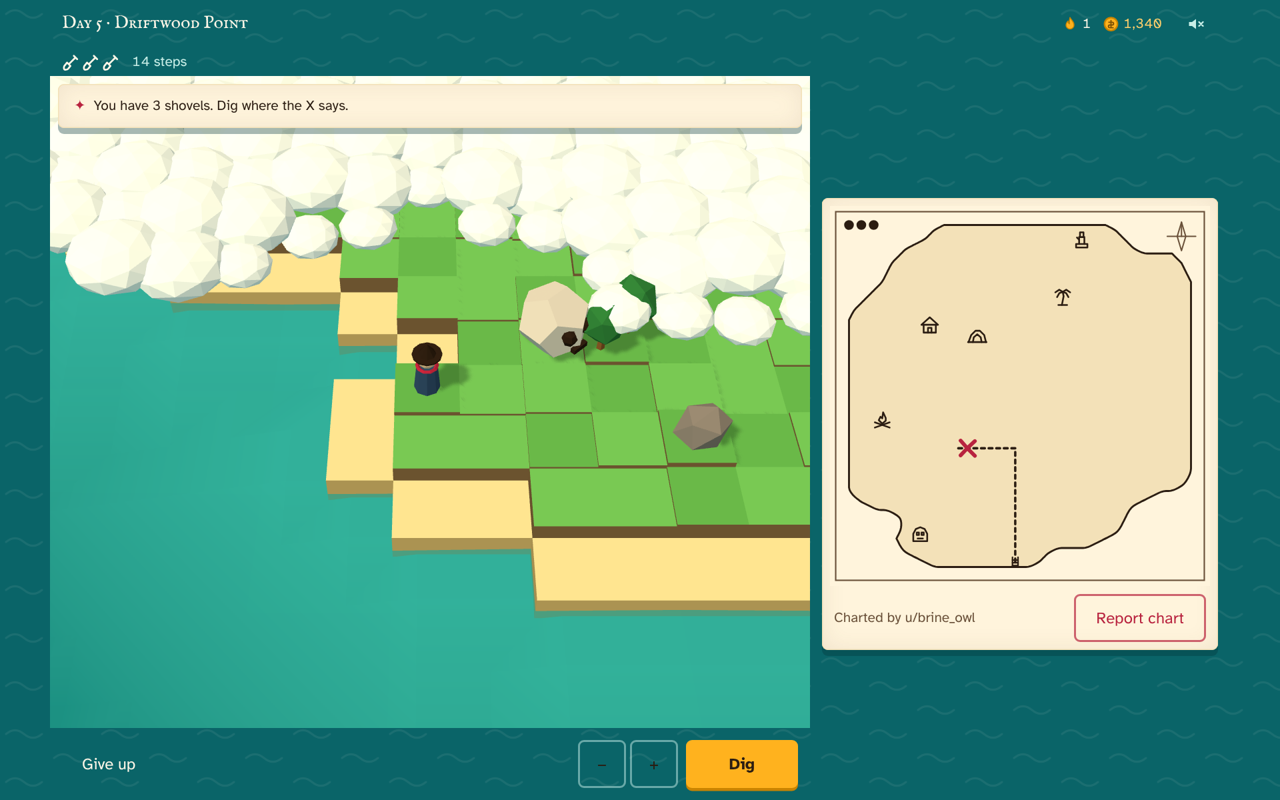 Day 5 · Driftwood Point
1
1,340
14 steps
You have 3 shovels. Dig where the X says.
Charted by u/brine_owl
Report chart
Give up
−
+
Dig